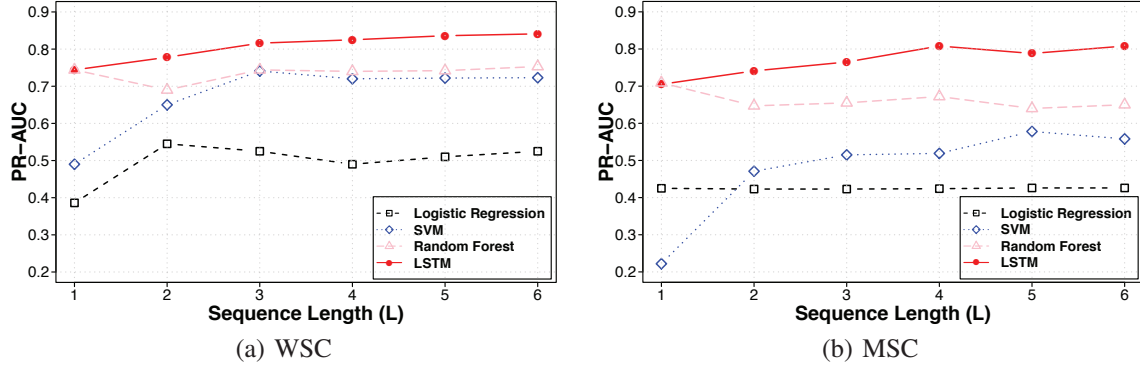 0.9
0.8
0.7
0.6
0.5
0.4
0.3
0.2
PR-AUC
1 2 3 4 5 6
Sequence Length (L)
Logistic Regression
SVM
Random Forest
LSTM
(a) WSC
0.9
0.8
0.7
0.6
0.5
0.4
0.3
0.2
PR-AUC
1 2 3 4 5 6
Sequence Length (L)
Logistic Regression
SVM
Random Forest
LSTM
(b) MSC